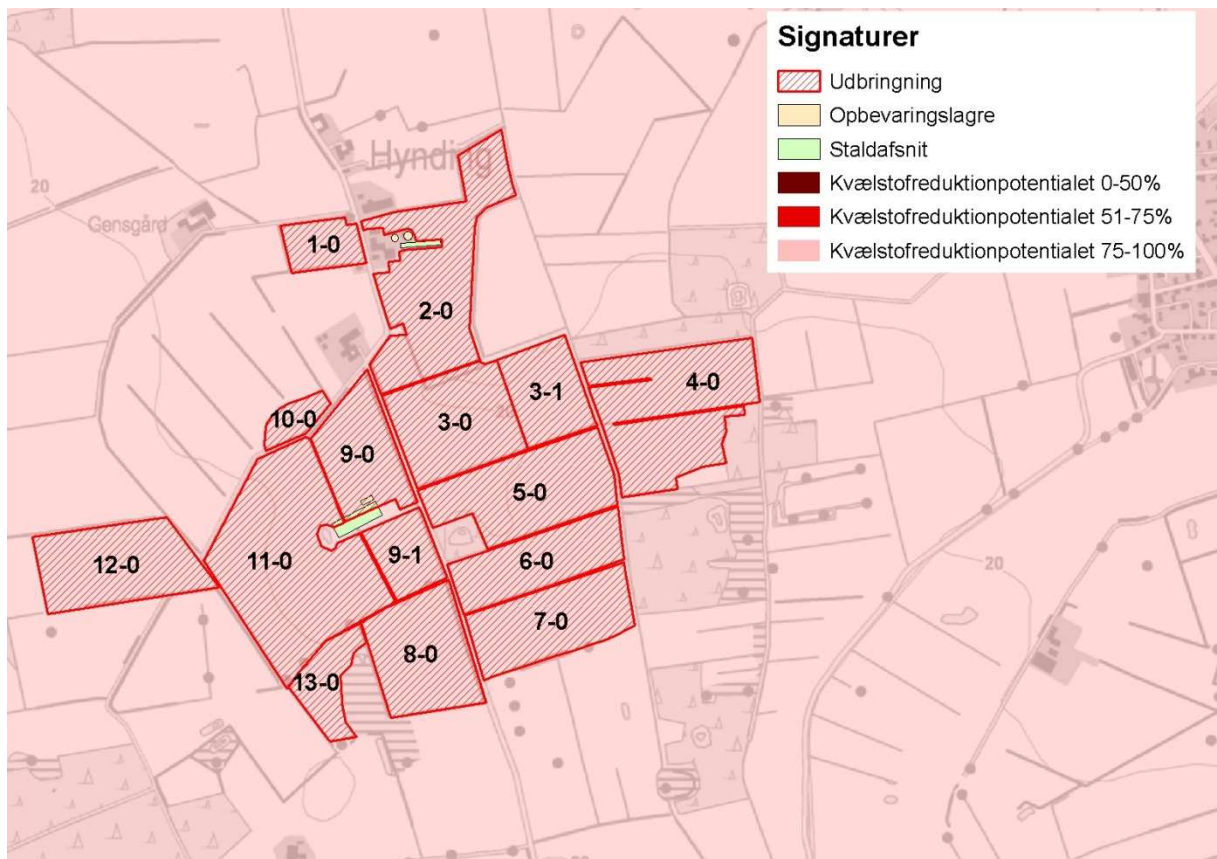 Signaturer
Udbringning
Opbevaringslagre
Staldafsnit
Kvælstofreduktionpotentialet 0-50%
Kvælstofreduktionpotentialet 51-75%
Kvælstofreduktionpotentialet 75-100%
Hynding
20
Gensgård
1-0
2-0
3-1
4-0
3-0
10-0
9-0
5-0
12-0
11-0
9-1
6-0
20
7-0
8-0
13-0